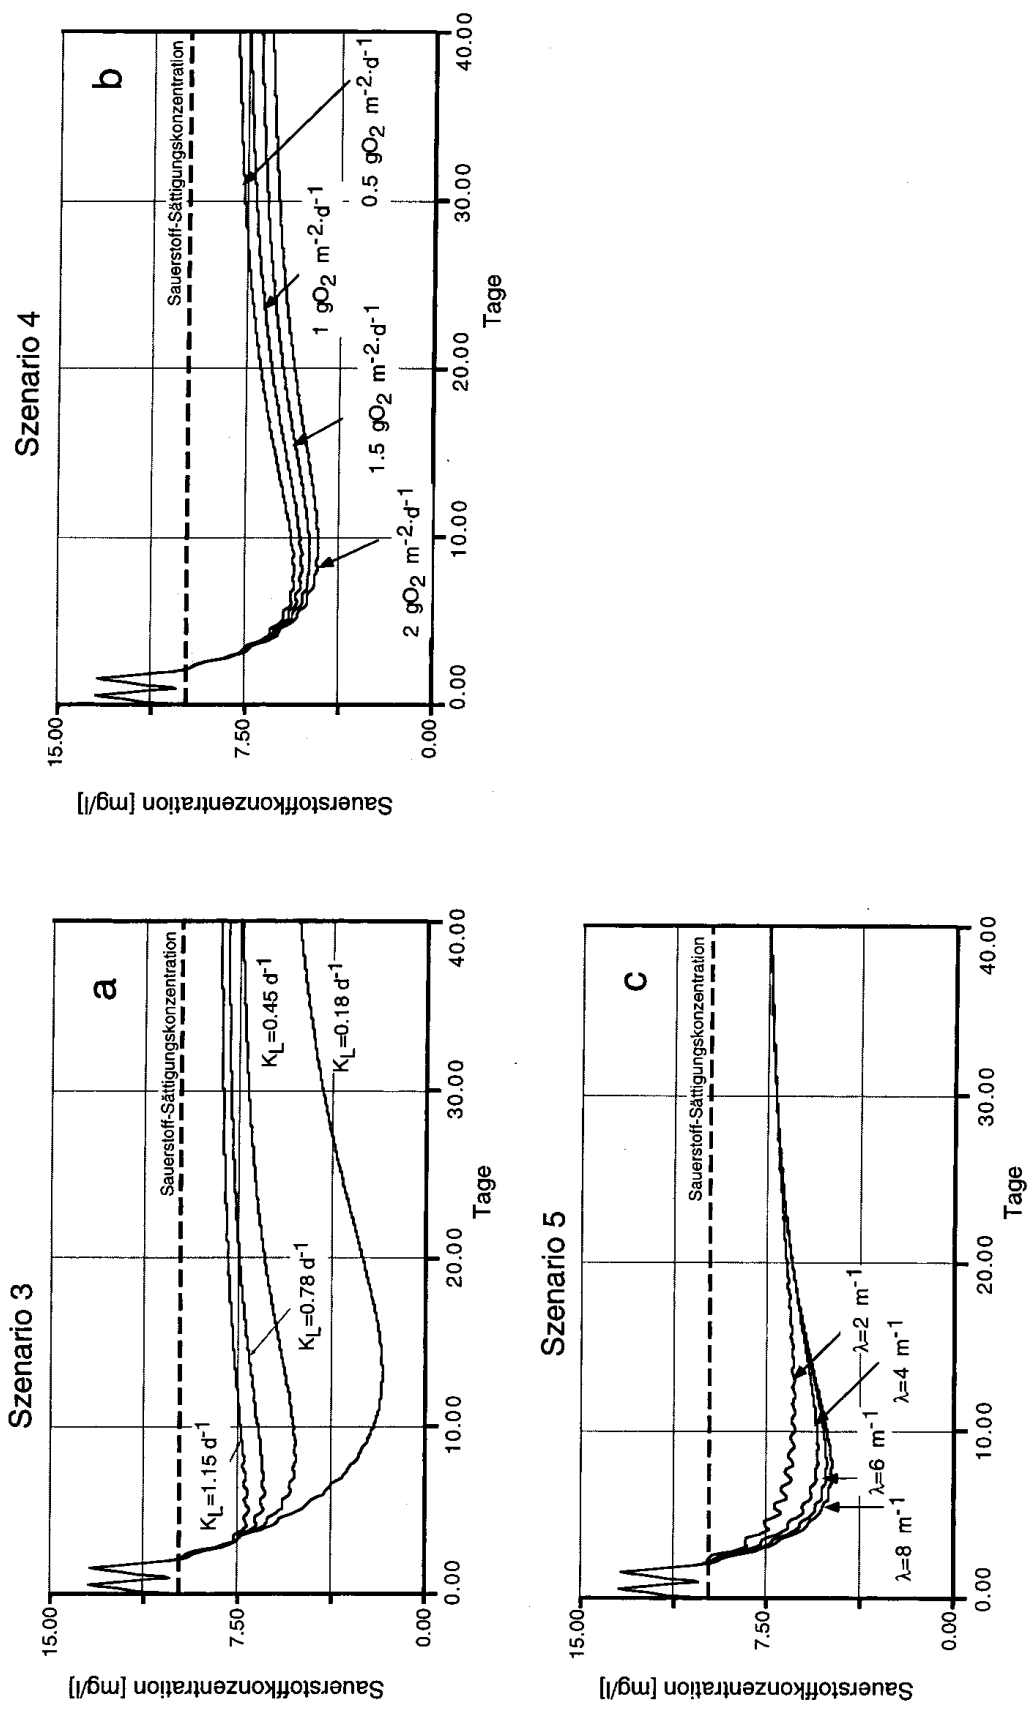 Szenario 3
a
Sauerstoffkonzentration [mg/l]
15.00
7.50
0.00
Sauerstoff-Sättigungskonzentration
K_L=1.15 d⁻¹
K_L=0.78 d⁻¹
K_L=0.45 d⁻¹
K_L=0.18 d⁻¹
0.00 10.00 20.00 30.00 40.00
Tage
Szenario 4
b
Sauerstoffkonzentration [mg/l]
15.00
7.50
0.00
Sauerstoff-Sättigungskonzentration
2 gO₂ m⁻²·d⁻¹
1.5 gO₂ m⁻²·d⁻¹
1 gO₂ m⁻²·d⁻¹
0.5 gO₂ m⁻²·d⁻¹
0.00 10.00 20.00 30.00 40.00
Tage
Szenario 5
c
Sauerstoffkonzentration [mg/l]
15.00
7.50
0.00
Sauerstoff-Sättigungskonzentration
λ=8 m⁻¹
λ=6 m⁻¹
λ=4 m⁻¹
λ=2 m⁻¹
0.00 10.00 20.00 30.00 40.00
Tage